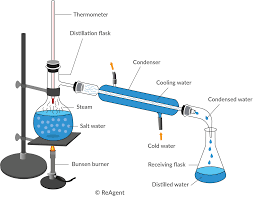 Thermometer
Distillation flask
Condenser
Cooling water
Condensed water
Steam
Salt water
Cold water
Bunsen burner
Receiving flask
Distilled water
© ReAgent